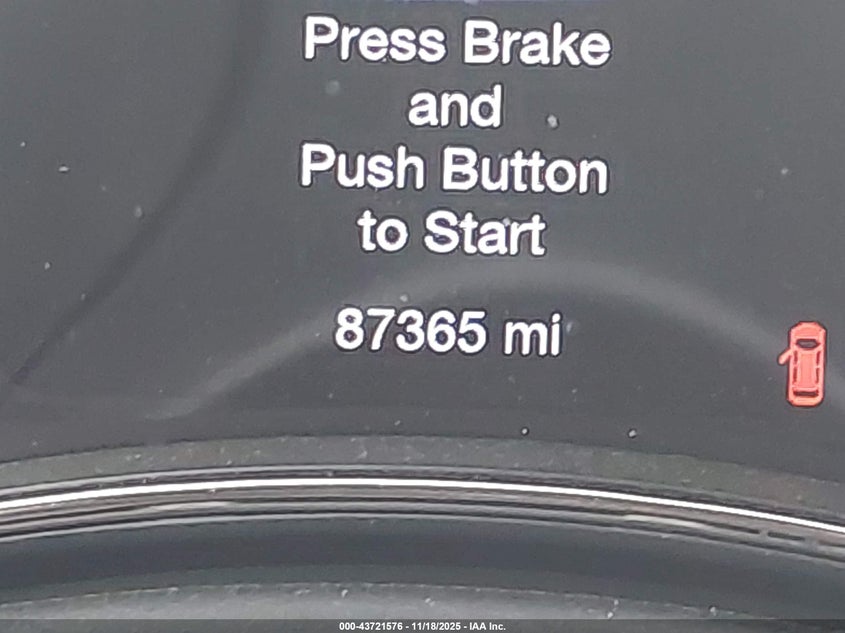 Press Brake
and
Push Button
to Start
87365 mi
000-43721576 - 11/18/2025 - IAA Inc.